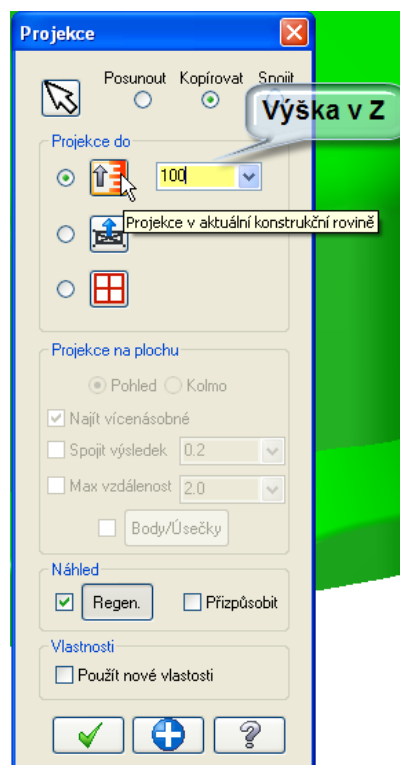 Projekce
Posunout Kopírovat Spojit
Výška v Z
Projekce do
100
Projekce v aktuální konstrukční rovině
Projekce na plochu
Pohled Kolmo
Najít vícenásobné
Spojit výsledek 0.2
Max vzdálenost 2.0
Body/Úsečky
Náhled
Regen. Přizpůsobit
Vlastnosti
Použít nové vlastosti